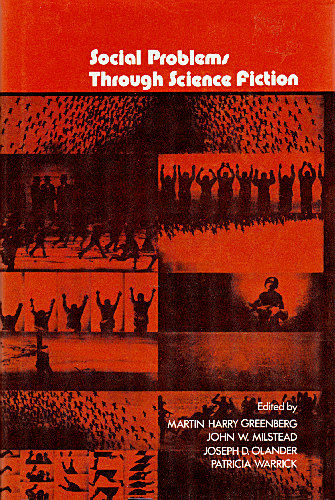 Social Problems
Through Science Fiction
Edited by
MARTIN HARRY GREENBERG
JOHN W. MILSTEAD
JOSEPH D. OLANDER
PATRICIA WARRICK